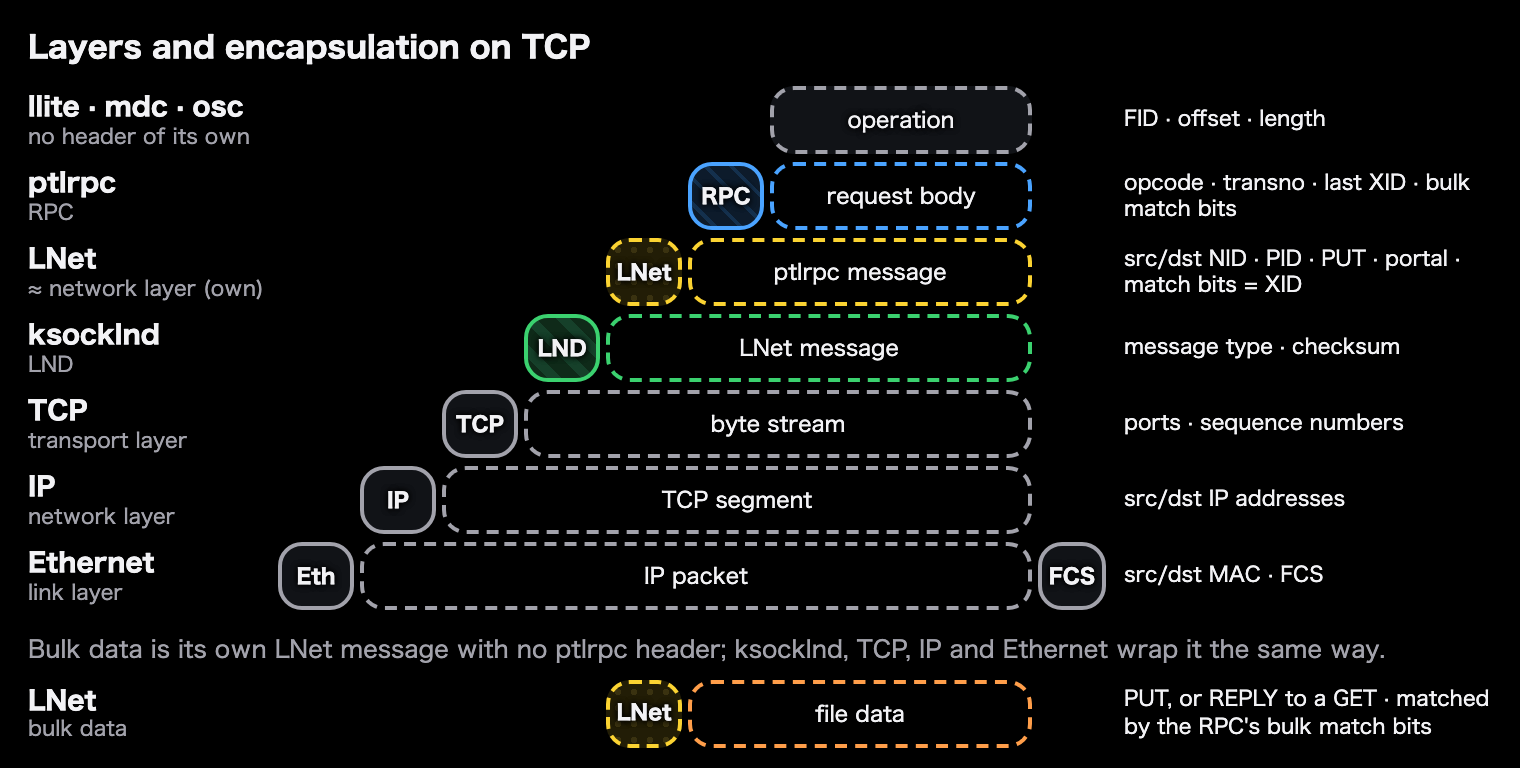 Layers and encapsulation on TCP
llite · mdc · osc
no header of its own
operation
FID · offset · length
ptlrpc
RPC
RPC
request body
opcode · transno · last XID · bulk
match bits
LNet
≈ network layer (own)
LNet
ptlrpc message
src/dst NID · PID · PUT · portal ·
match bits = XID
ksocklnd
LND
LND
LNet message
message type · checksum
TCP
transport layer
TCP
byte stream
ports · sequence numbers
IP
network layer
IP
TCP segment
src/dst IP addresses
Ethernet
link layer
Eth
IP packet
FCS
src/dst MAC · FCS
Bulk data is its own LNet message with no ptlrpc header; ksocklnd, TCP, IP and Ethernet wrap it the same way.
LNet
bulk data
LNet
file data
PUT, or REPLY to a GET · matched
by the RPC's bulk match bits